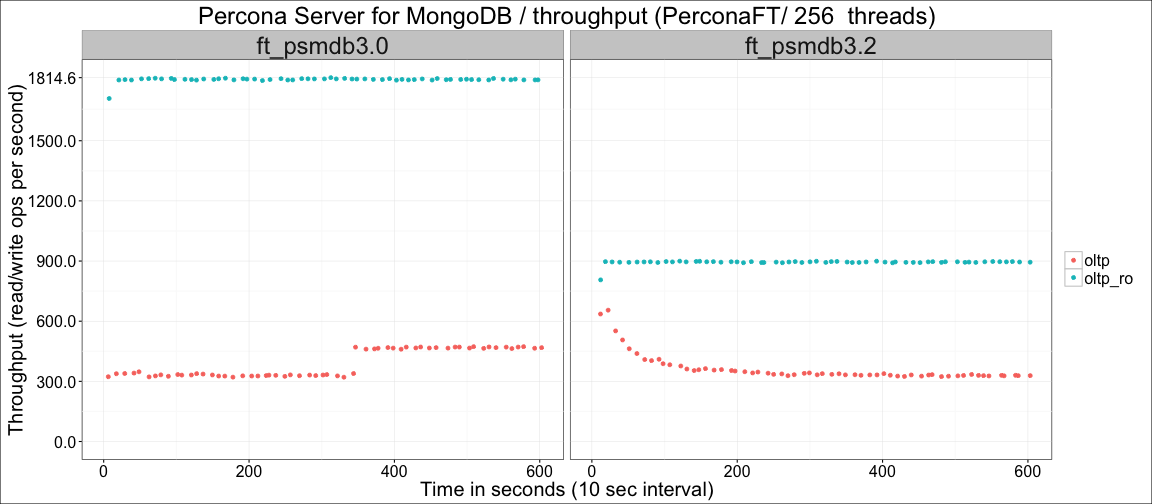 Percona Server for MongoDB / throughput (PerconaFT/ 256  threads)
ft_psmdb3.0
ft_psmdb3.2
Throughput (read/write ops per second)
1814.6
1500.0
1200.0
900.0
600.0
300.0
0.0
0 200 400 600
0 200 400 600
Time in seconds (10 sec interval)
oltp
oltp_ro